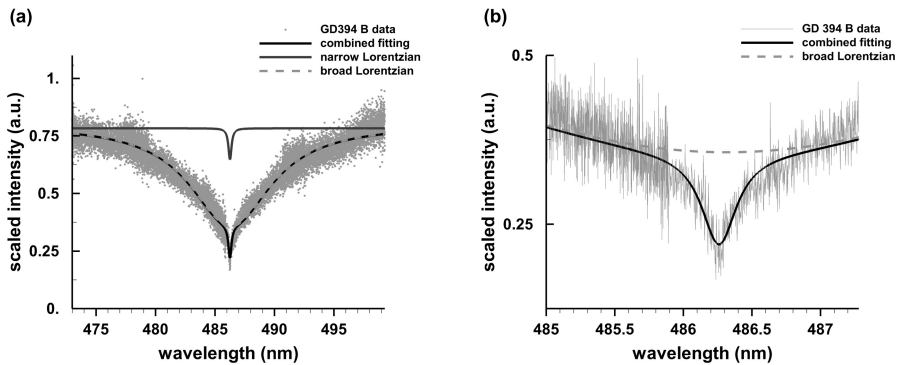 (a)
GD394 B data
combined fitting
narrow Lorentzian
broad Lorentzian
scaled intensity (a.u.)
1.
0.75
0.5
0.25
0.
475 480 485 490 495
wavelength (nm)
(b)
GD 394 B data
combined fitting
broad Lorentzian
scaled intensity (a.u.)
0.5
0.25
485 485.5 486 486.5 487
wavelength (nm)